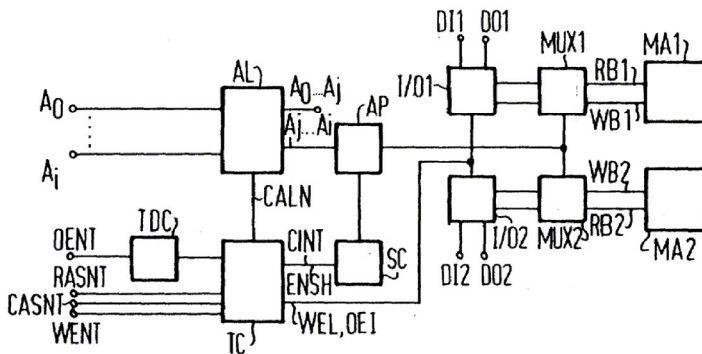 DI1 DO1
MUX1
MA1
AL
I/O1
RB1
A0...Aj
AP
A0
WB1
Aj...Ai
Ai
WB2
CALN
TDC
I/O2
MUX2
RB2
MA2
OENT
CINT
SC
RASNT
ENSH
DI2 DO2
CASNT
WENT
WEL,OEI
TC